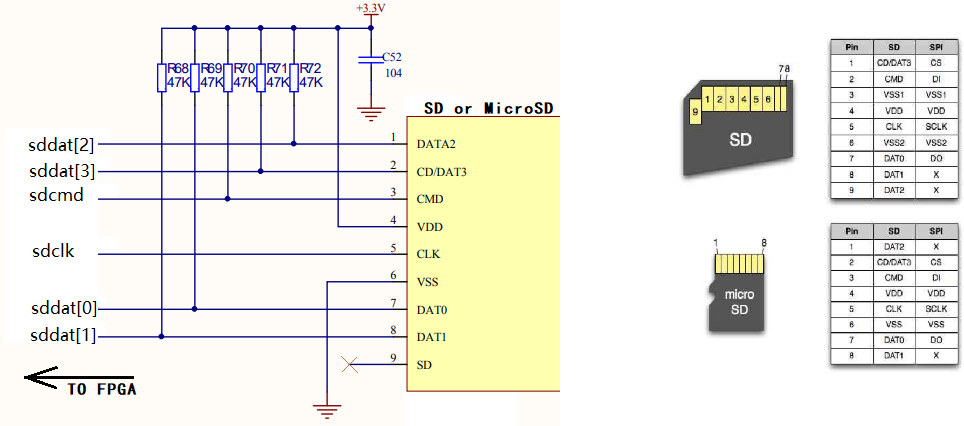 +3.3V
R68 R69 R70 R71 R72
47K 47K 47K 47K 47K
C52
104
SD or MicroSD
sddat[2] 1 DATA2
sddat[3] 2 CD/DAT3
sdcmd 3 CMD
4 VDD
sdclk 5 CLK
6 VSS
sddat[0] 7 DAT0
sddat[1] 8 DAT1
9 SD
TO FPGA
78
1 2 3 4 5 6
9
SD
Pin SD SPI
1 CD/DAT3 CS
2 CMD DI
3 VSS1 VSS1
4 VDD VDD
5 CLK SCLK
6 VSS2 VSS2
7 DAT0 DO
8 DAT1 X
9 DAT2 X
1 8
micro
SD
Pin SD SPI
1 DAT2 X
2 CD/DAT3 CS
3 CMD DI
4 VDD VDD
5 CLK SCLK
6 VSS VSS
7 DAT0 DO
8 DAT1 X